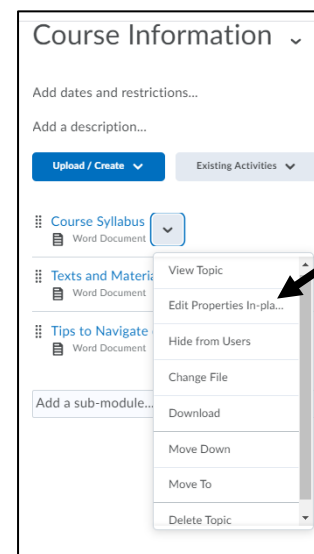 Course Information
Add dates and restrictions...
Add a description...
Upload / Create
Existing Activities
Course Syllabus
Word Document
View Topic
Texts and Materia
Word Document
Edit Properties In-pla...
Hide from Users
Tips to Navigate
Word Document
Change File
Download
Add a sub-module...
Move Down
Move To
Delete Topic